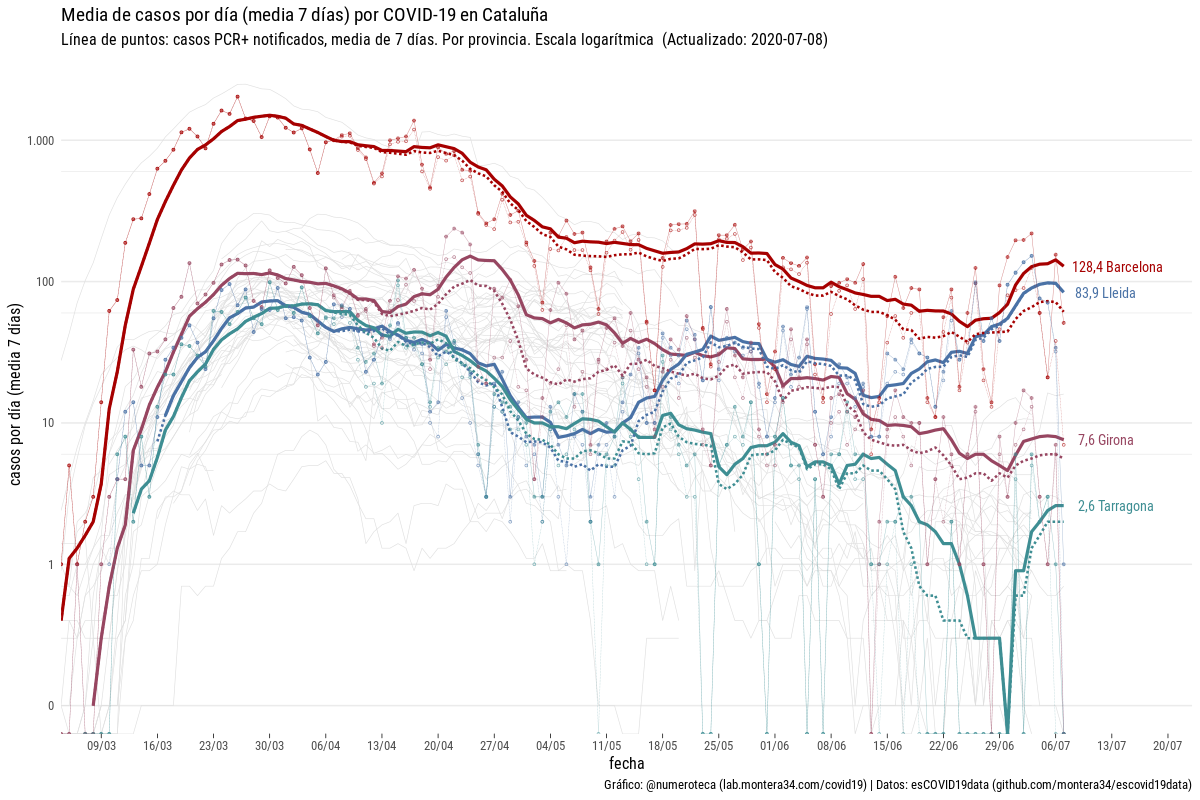 Media de casos por día (media 7 días) por COVID-19 en Cataluña
Línea de puntos: casos PCR+ notificados, media de 7 días. Por provincia. Escala logarítmica (Actualizado: 2020-07-08)
casos por día (media 7 días)
1.000
100
10
1
0
128,4 Barcelona
83,9 Lleida
7,6 Girona
2,6 Tarragona
09/03 16/03 23/03 30/03 06/04 13/04 20/04 27/04 04/05 11/05 18/05 25/05 01/06 08/06 15/06 22/06 29/06 06/07 13/07 20/07
fecha
Gráfico: @numeroteca (lab.montera34.com/covid19) | Datos: esCOVID19data (github.com/montera34/escovid19data)